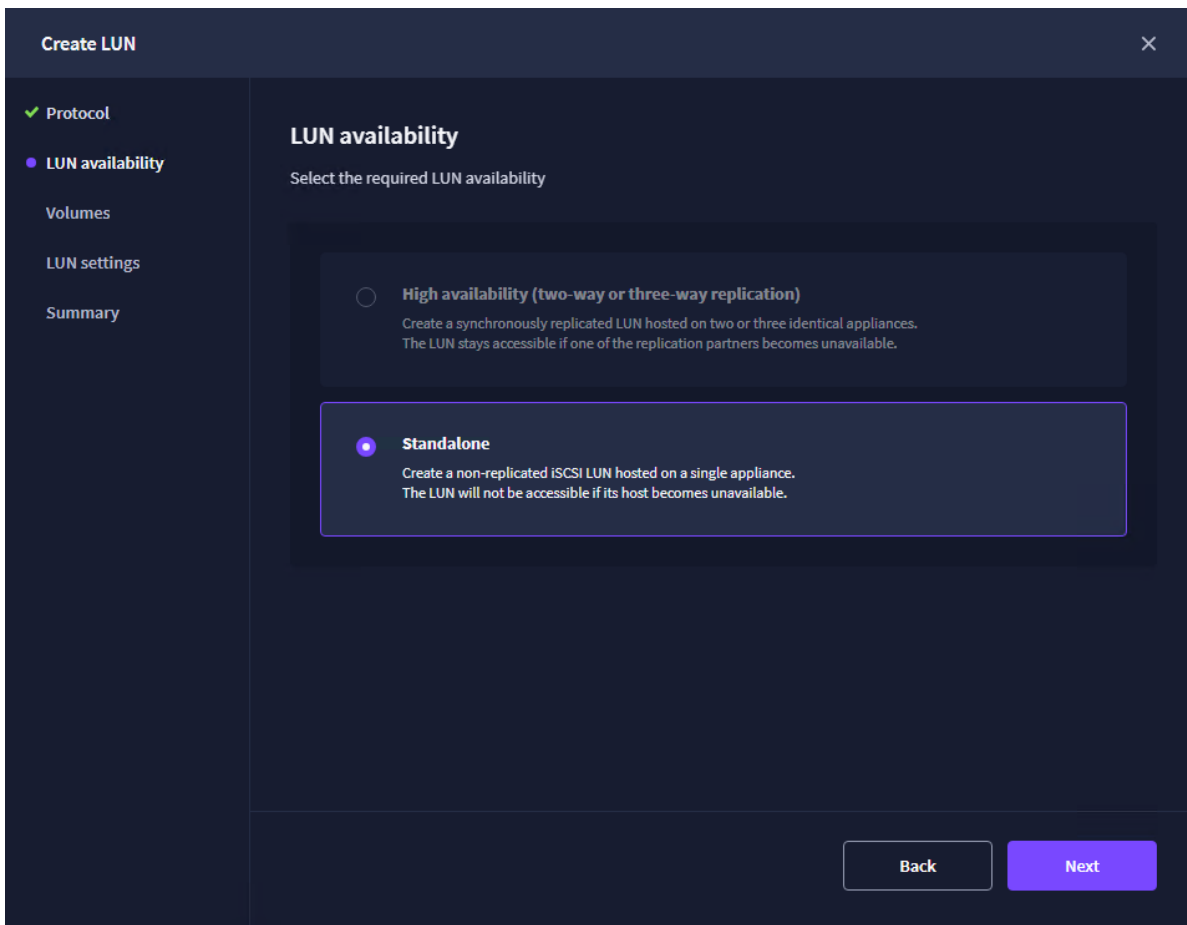 Create LUN
Protocol
LUN availability
Volumes
LUN settings
Summary
LUN availability
Select the required LUN availability
High availability (two-way or three-way replication)
Create a synchronously replicated LUN hosted on two or three identical appliances.
The LUN stays accessible if one of the replication partners becomes unavailable.
Standalone
Create a non-replicated iSCSI LUN hosted on a single appliance.
The LUN will not be accessible if its host becomes unavailable.
Back
Next